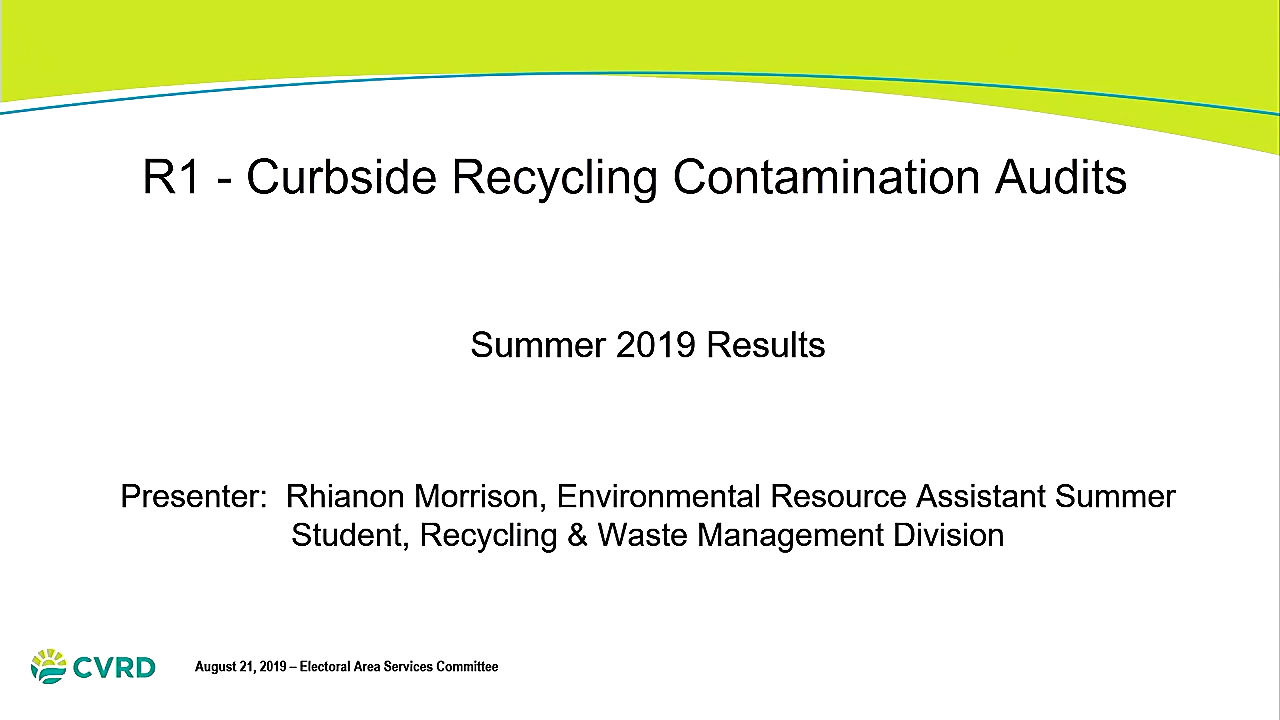 R1 - Curbside Recycling Contamination Audits
Summer 2019 Results
Presenter: Rhianon Morrison, Environmental Resource Assistant Summer
Student, Recycling & Waste Management Division
CVRD
August 21, 2019 – Electoral Area Services Committee